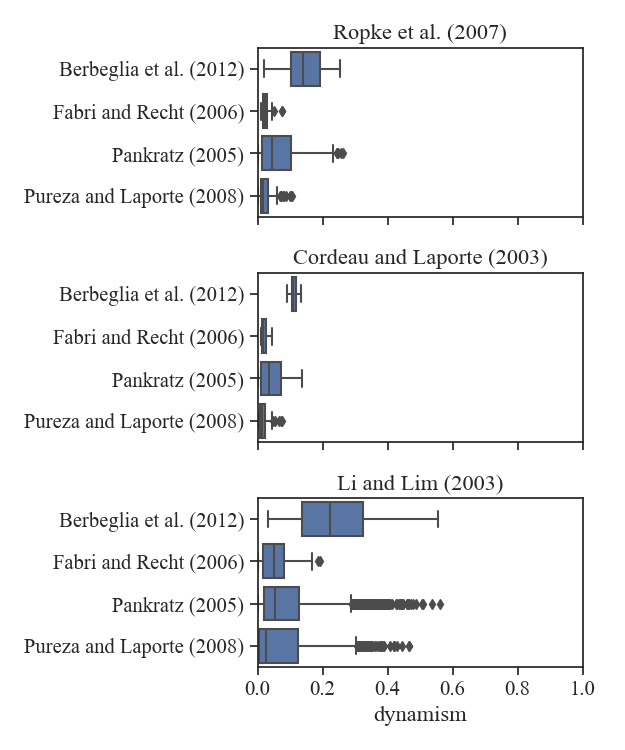 Ropke et al. (2007)
Berbeglia et al. (2012)
Fabri and Recht (2006)
Pankratz (2005)
Pureza and Laporte (2008)
Cordeau and Laporte (2003)
Berbeglia et al. (2012)
Fabri and Recht (2006)
Pankratz (2005)
Pureza and Laporte (2008)
Li and Lim (2003)
Berbeglia et al. (2012)
Fabri and Recht (2006)
Pankratz (2005)
Pureza and Laporte (2008)
0.0 0.2 0.4 0.6 0.8 1.0
dynamism